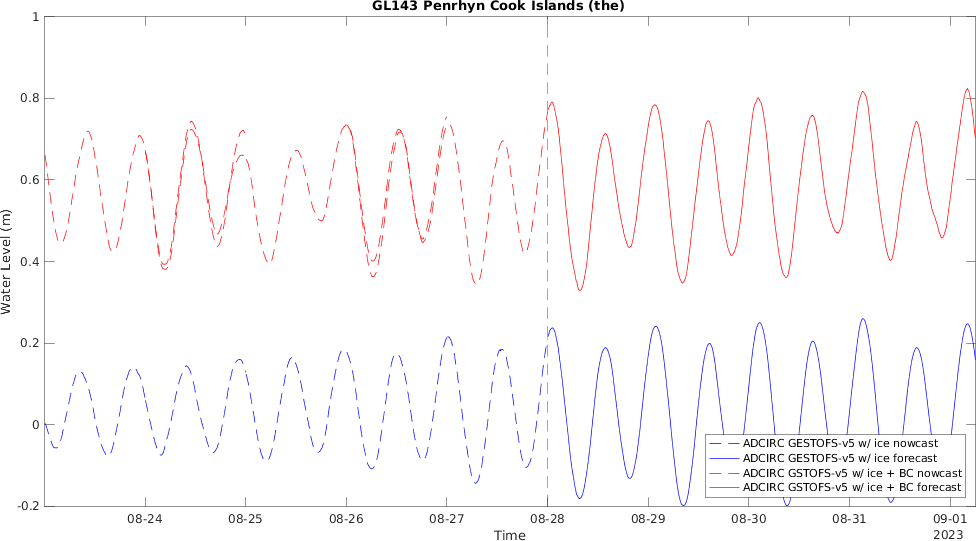 GL143 Penrhyn Cook Islands (the)
1
0.8
0.6
0.4
0.2
0
-0.2
Water Level (m)
ADCIRC GESTOFS-v5 w/ ice nowcast
ADCIRC GESTOFS-v5 w/ ice forecast
ADCIRC GSTOFS-v5 w/ ice + BC nowcast
ADCIRC GSTOFS-v5 w/ ice + BC forecast
08-24 08-25 08-26 08-27 08-28 08-29 08-30 08-31 09-01
2023
Time